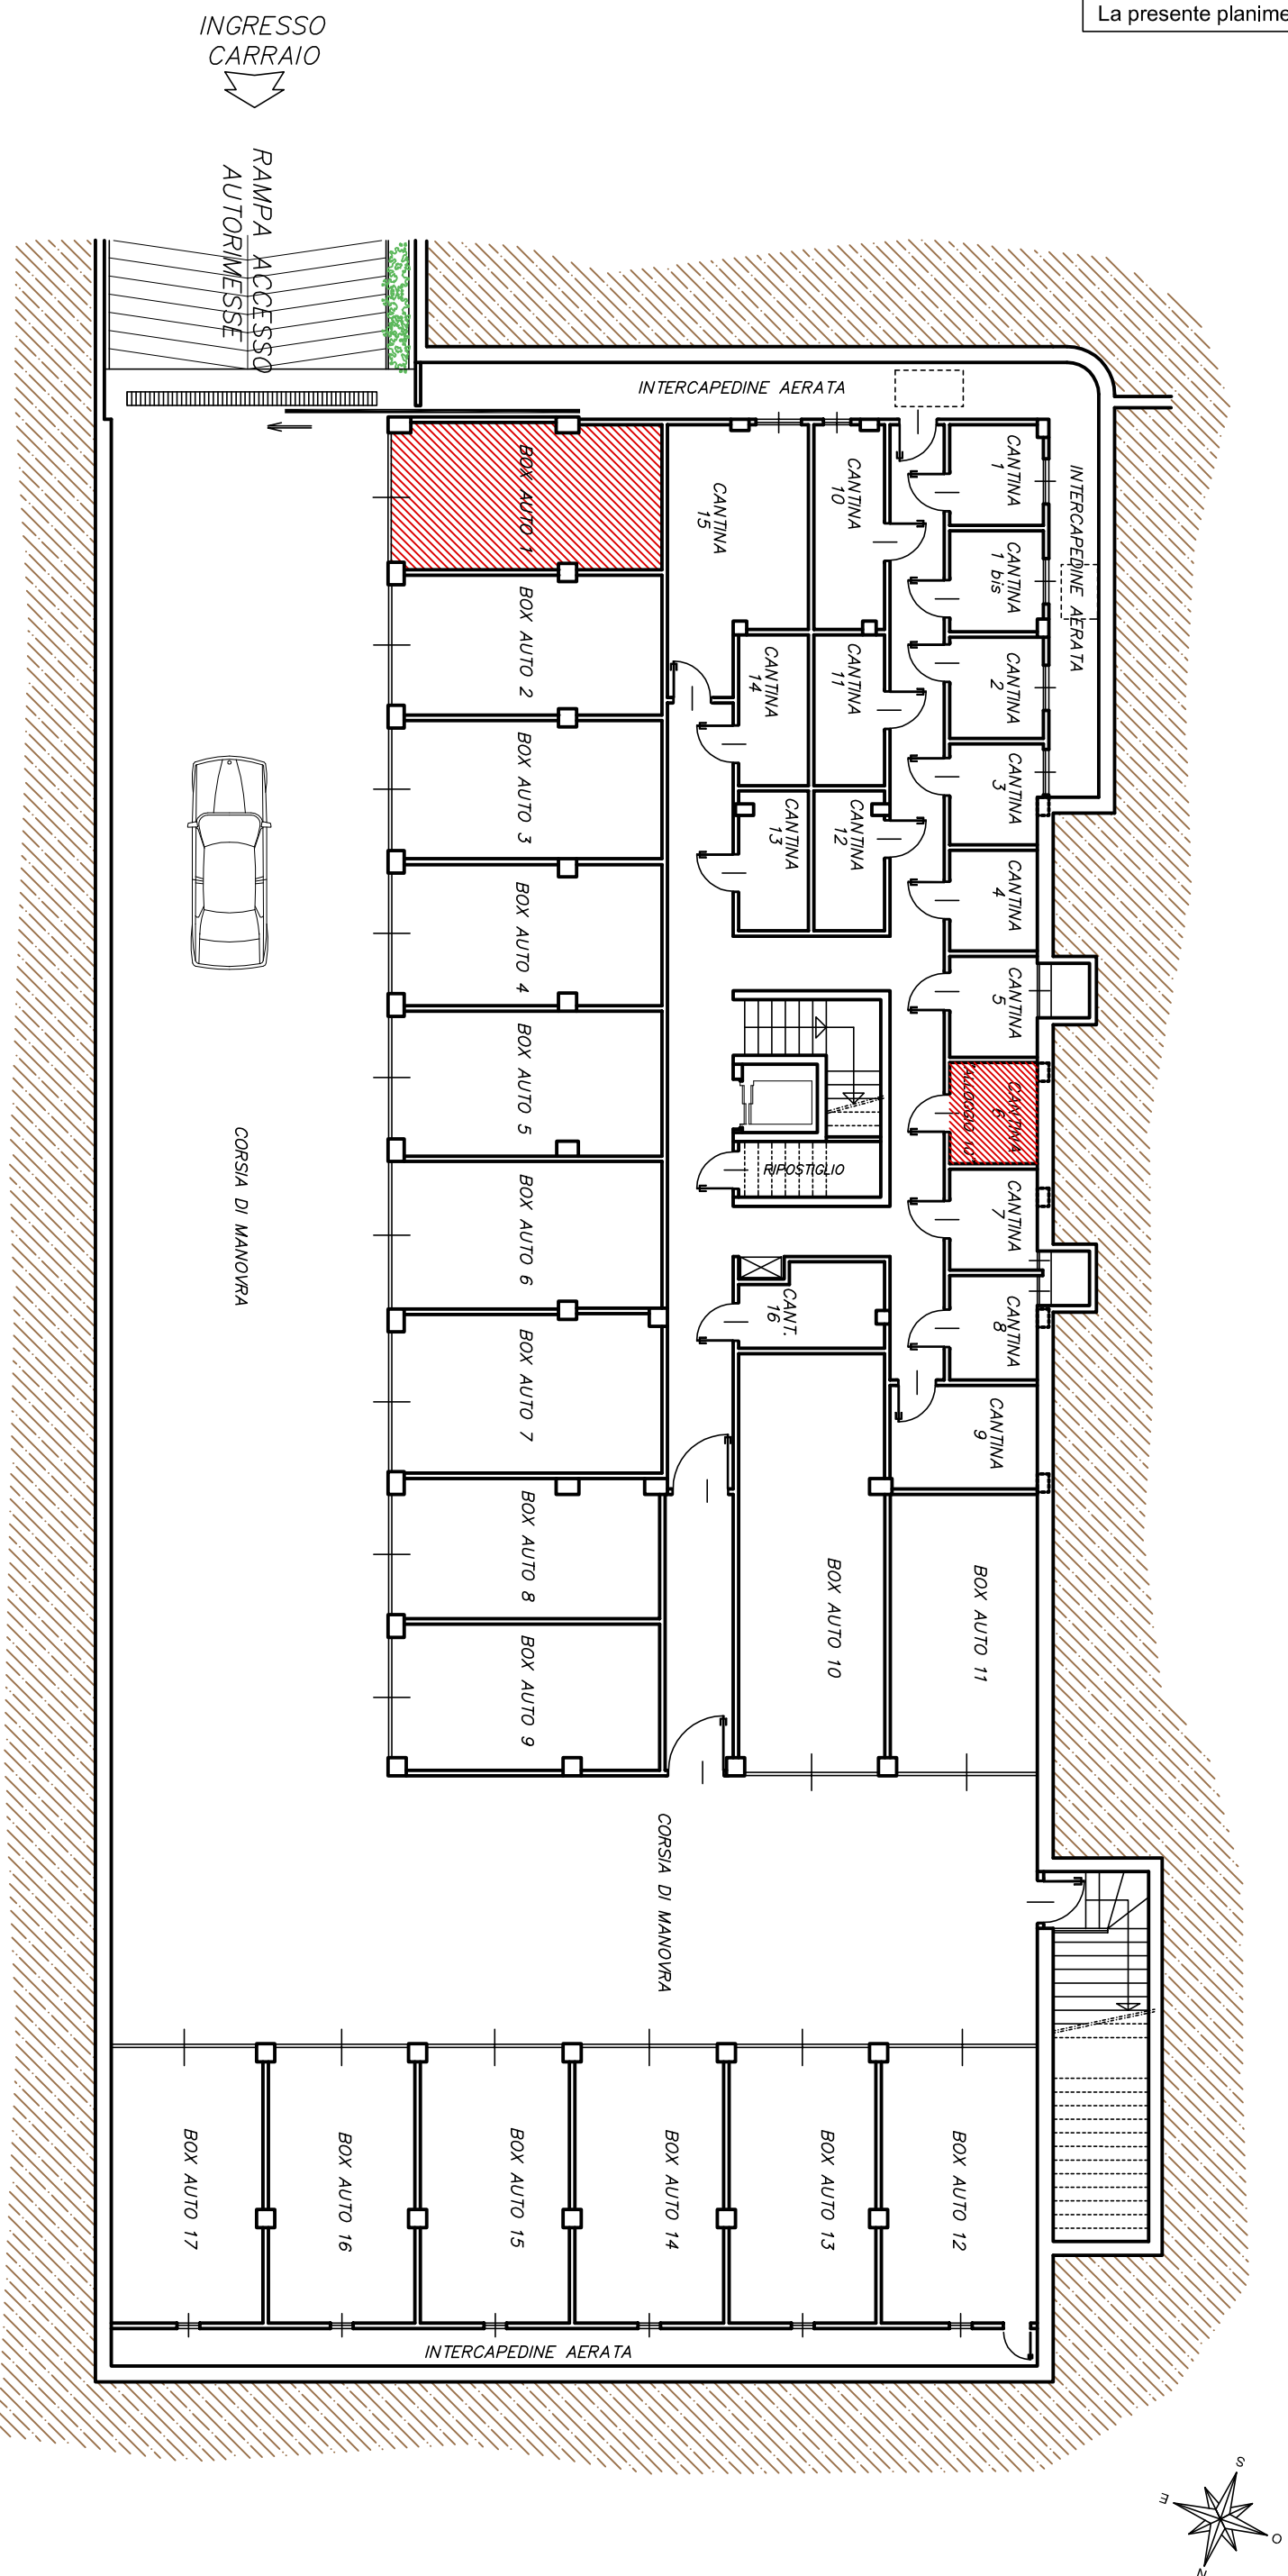 La presente planime
INGRESSO
CARRAIO
RAMPA ACCESSO
AUTORIMESSE
INTERCAPEDINE AERATA
INTERCAPEDINE AERATA
BOX AUTO 1
BOX AUTO 2
BOX AUTO 3
BOX AUTO 4
BOX AUTO 5
BOX AUTO 6
BOX AUTO 7
BOX AUTO 8
BOX AUTO 9
CANTINA
15
CANTINA
10
CANTINA
14
CANTINA
11
CANTINA
13
CANTINA
12
CANTINA
1
CANTINA
1 bis
CANTINA
2
CANTINA
3
CANTINA
4
CANTINA
5
CANTINA
6
"ALLOGGIO 10"
CANTINA
7
CANTINA
8
CANTINA
9
RIPOSTIGLIO
CANT.
16
BOX AUTO 10
BOX AUTO 11
CORSIA DI MANOVRA
CORSIA DI MANOVRA
BOX AUTO 17
BOX AUTO 16
BOX AUTO 15
BOX AUTO 14
BOX AUTO 13
BOX AUTO 12
INTERCAPEDINE AERATA
S
E
O
N